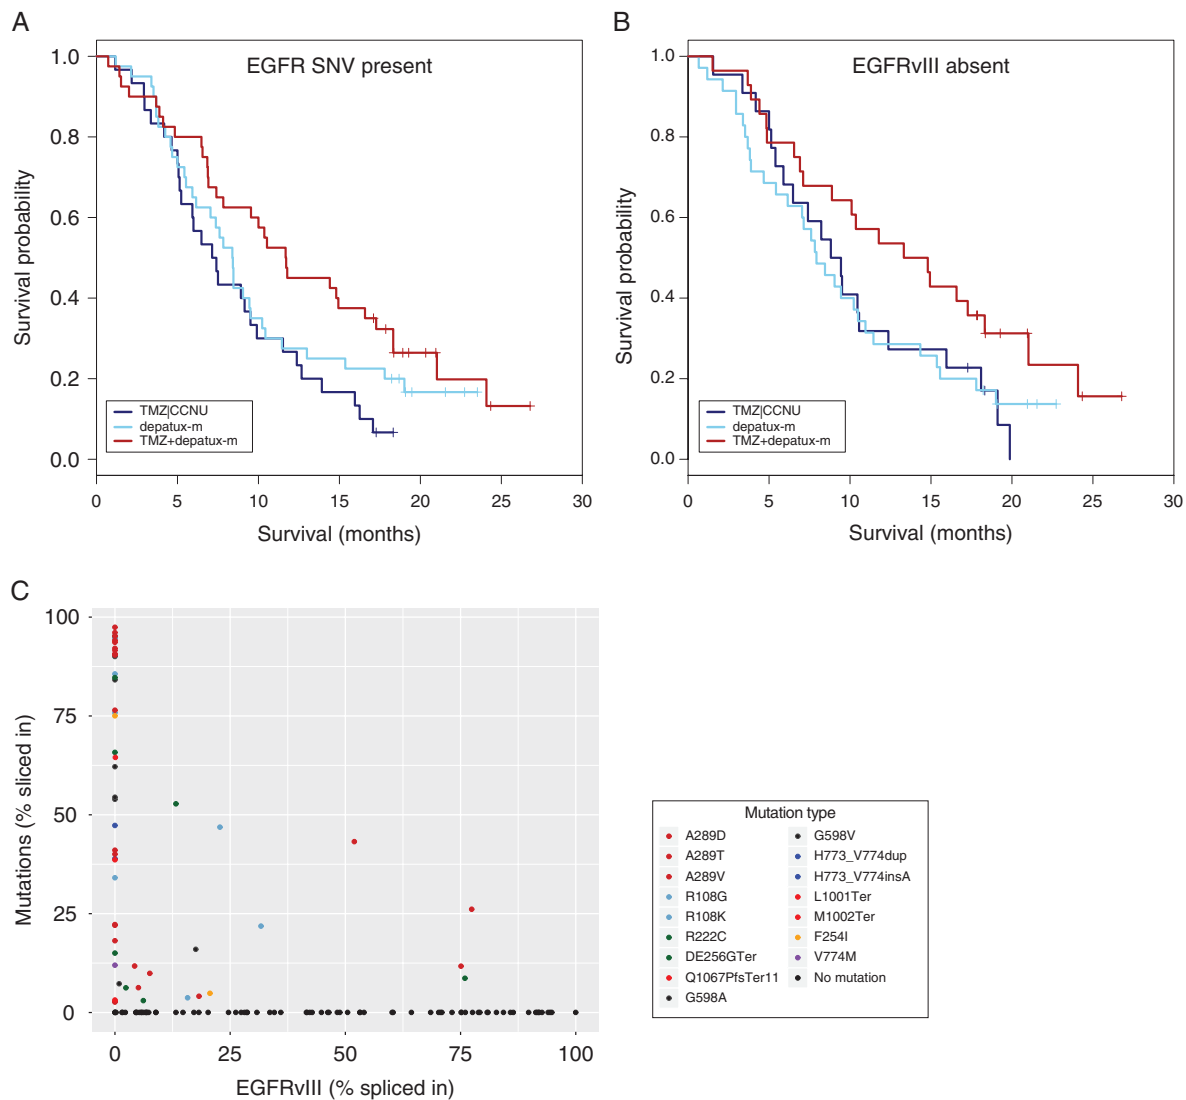 A
EGFR SNV present
Survival probability
1.0
0.8
0.6
0.4
0.2
0.0
TMZ|CCNU
depatux-m
TMZ+depatux-m
0 5 10 15 20 25 30
Survival (months)
B
EGFRvIII absent
Survival probability
1.0
0.8
0.6
0.4
0.2
0.0
TMZ|CCNU
depatux-m
TMZ+depatux-m
0 5 10 15 20 25 30
Survival (months)
C
Mutations (% sliced in)
100
75
50
25
0
0 25 50 75 100
EGFRvIII (% spliced in)
Mutation type
A289D
A289T
A289V
R108G
R108K
R222C
DE256GTer
Q1067PfsTer11
G598A
G598V
H773_V774dup
H773_V774insA
L1001Ter
M1002Ter
F254I
V774M
No mutation